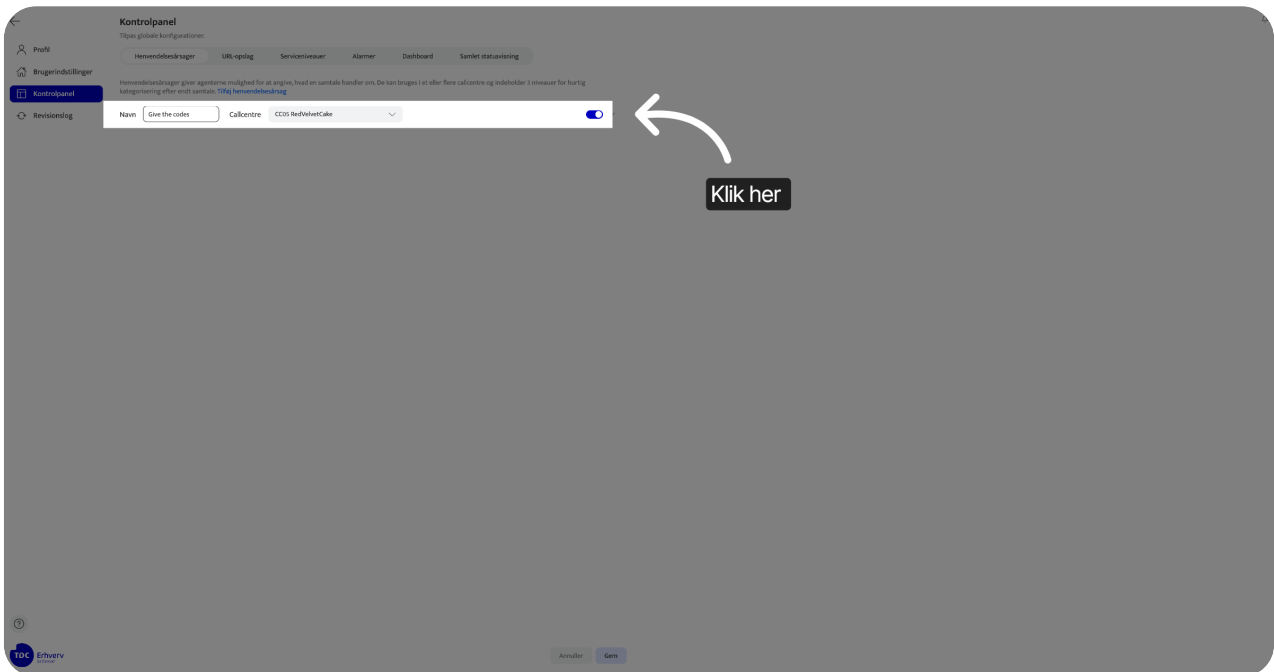 Kontrolpanel
Tilpas globale konfigurationer.
Profil
Brugerindstillinger
Kontrolpanel
Revisionslog
Henvendelsesårsager URL-opslag Serviceniveauer Alarmer Dashboard Samlet statusvisning
Henvendelsesårsager giver agenterne mulighed for at angive, hvad en samtale handler om. De kan bruges i et eller flere callcentre og indeholder 3 niveauer for hurtig
kategorisering efter endt samtale. Tilføj henvendelsesårsag
Navn Give the codes Callcentre CC05 RedVelvetCake
Klik her
TDC Erhverv
Annuller Gem